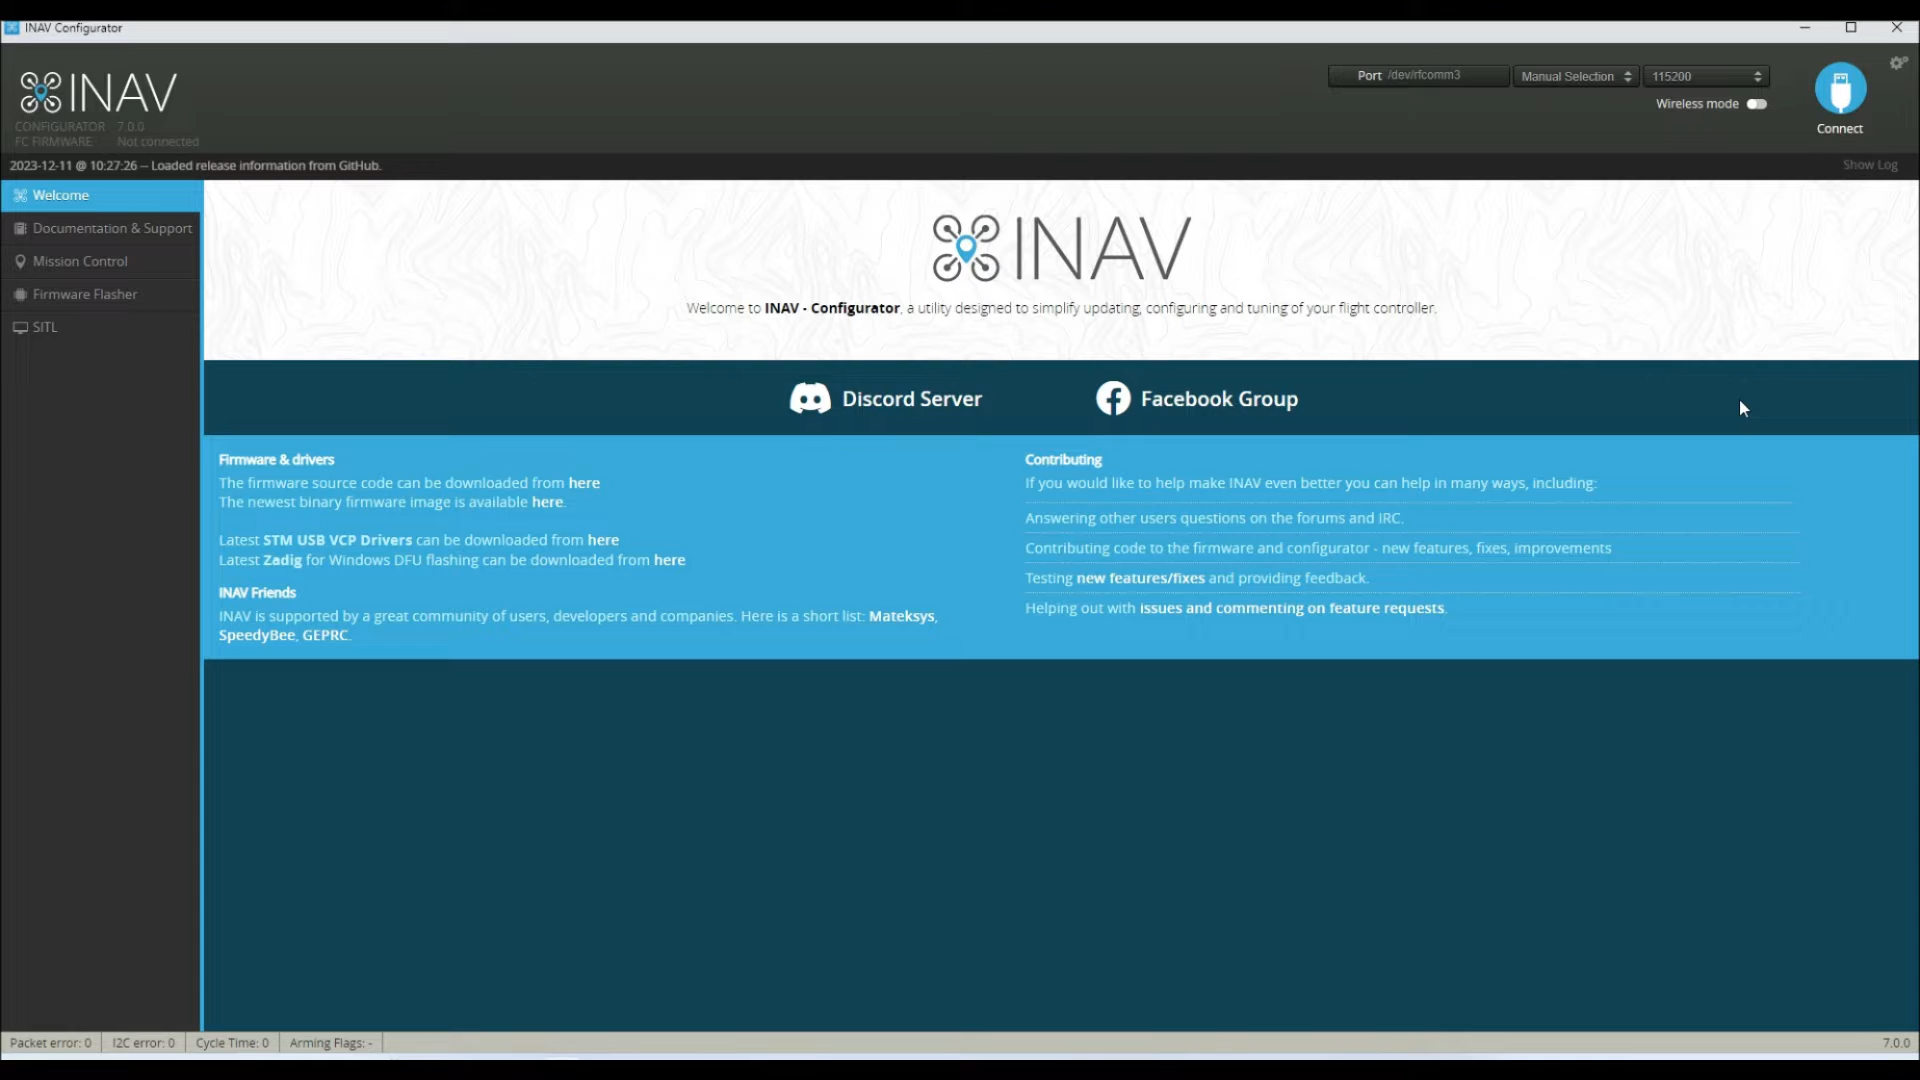 INAV Configurator
INAV
CONFIGURATOR 7.0.0
FC FIRMWARE Not connected
Port /dev/rfcomm3 Manual Selection 115200
Wireless mode
Connect
2023-12-11 @ 10:27:26 -- Loaded release information from GitHub.
Show Log
Welcome
Documentation & Support
Mission Control
Firmware Flasher
SITL
INAV
Welcome to INAV - Configurator, a utility designed to simplify updating, configuring and tuning of your flight controller.
Discord Server
Facebook Group
Firmware & drivers
The firmware source code can be downloaded from here
The newest binary firmware image is available here.
Latest STM USB VCP Drivers can be downloaded from here
Latest Zadig for Windows DFU flashing can be downloaded from here
INAV Friends
INAV is supported by a great community of users, developers and companies. Here is a short list: Mateksys,
SpeedyBee, GEPRC.
Contributing
If you would like to help make INAV even better you can help in many ways, including:
Answering other users questions on the forums and IRC.
Contributing code to the firmware and configurator - new features, fixes, improvements
Testing new features/fixes and providing feedback.
Helping out with issues and commenting on feature requests.
Packet error: 0 I2C error: 0 Cycle Time: 0 Arming Flags: -
7.0.0